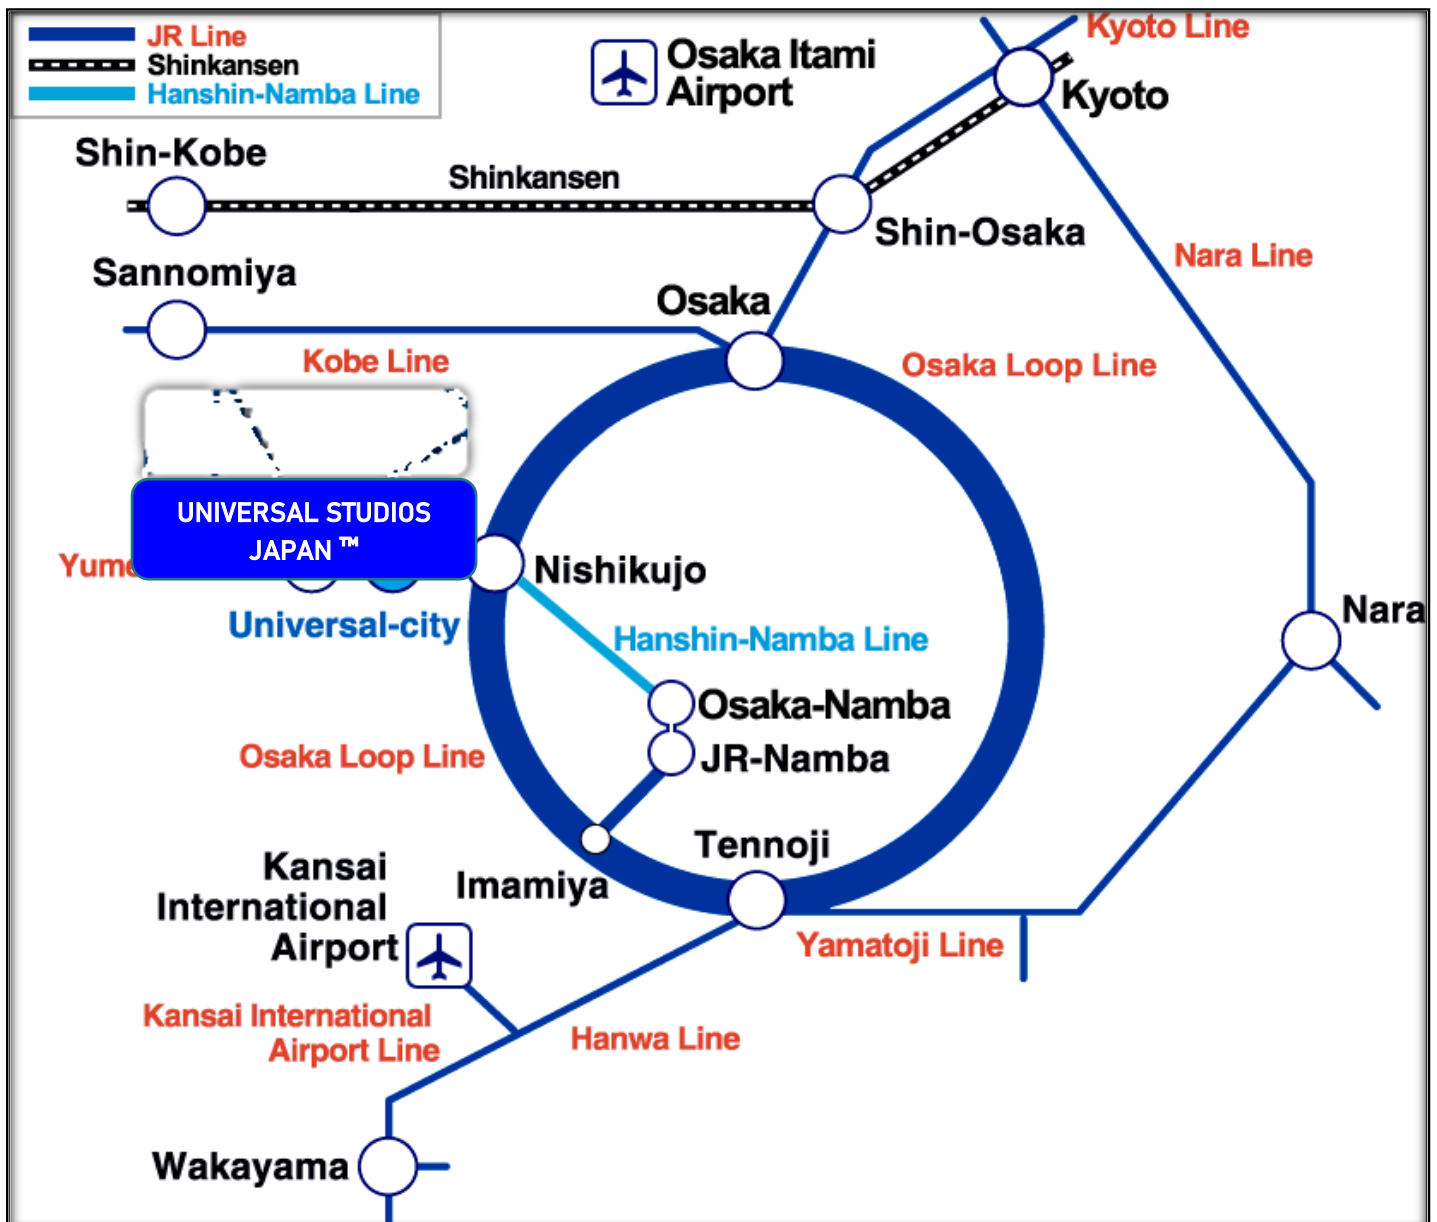 JR Line
Shinkansen
Hanshin-Namba Line
Osaka Itami
Airport
Kyoto Line
Kyoto
Shin-Kobe
Shinkansen
Shin-Osaka
Nara Line
Sannomiya
Osaka
Kobe Line
Osaka Loop Line
UNIVERSAL STUDIOS
JAPAN™
Nishikujo
Universal-city
Hanshin-Namba Line
Nara
Osaka-Namba
JR-Namba
Osaka Loop Line
Tennoji
Imamiya
Kansai
International
Airport
Yamatoji Line
Kansai International
Airport Line
Hanwa Line
Wakayama